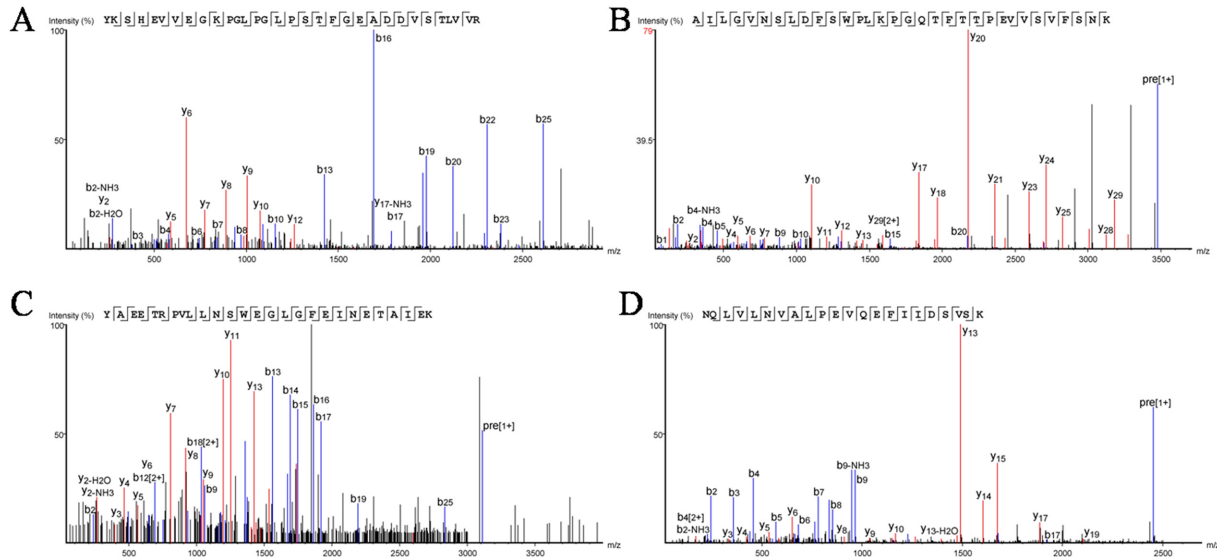 A
Intensity (%) YKSHEVVEGKPGLPGLPSTFGEADDVSTLVVR
100
50
b2-NH3
y2
b2-H2O
b3
b4
y5
y6
b6
y7
b7
y8
b8
y9
y10
b10
y12
b13
b16
y17-NH3
b17
b19
b20
b22
b23
b25
500 1000 1500 2000 2500
m/z
B
Intensity (%) AILGVNSLDFSWPLKPGQTFTTPEVVSVFSNK
79
39.5
b1
b2
y2
b4-NH3
b4
b5
y4
y5
y6
y7
b9
b10
y10
y11
y12
y13
y29[2+]
b15
y17
y18
b20
y20
y21
y23
y24
y25
y28
y29
pre[1+]
500 1000 1500 2000 2500 3000 3500
m/z
C
Intensity (%) YAEETRPVLLNSWEGLGFEINETAIEK
100
50
y2-H2O
y2-NH3
b2
y3
y4
y5
y6
b12[2+]
y7
b18[2+]
y8
y9
b9
y10
y11
y13
b13
b14
b15
b16
b17
b19
b25
pre[1+]
500 1000 1500 2000 2500 3000 3500
m/z
D
Intensity (%) NQLVLNVALPEVQEFIIDSVSK
100
50
b4[2+]
b2-NH3
b2
b3
y3
b4
y4
b5
y5
y6
b6
b7
b8
y8
b9-NH3
b9
y9
y10
y13-H2O
y13
y14
y15
y17
b17
y19
500 1000 1500 2000 2500
m/z